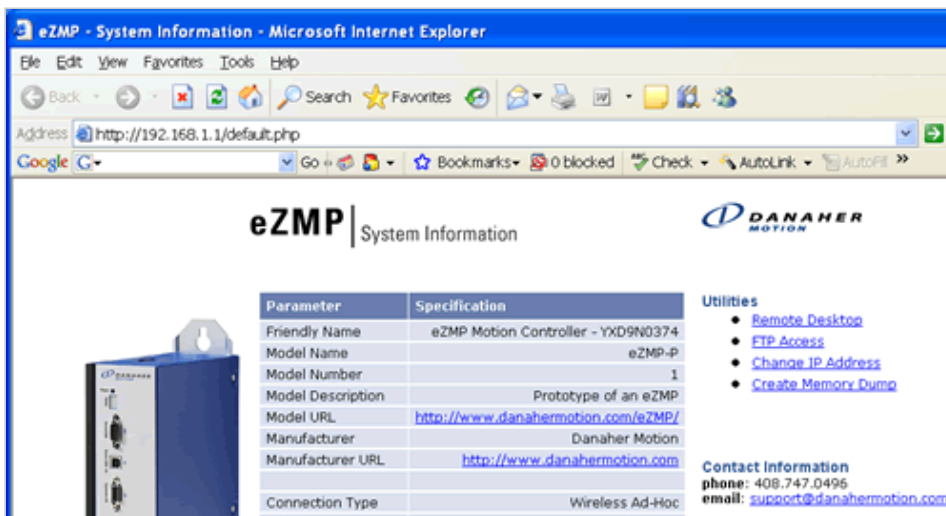 eZMP - System Information - Microsoft Internet Explorer
File Edit View Favorites Tools Help
Back Search Favorites
Address http://192.168.1.1/default.php
Google G Go Bookmarks 0 blocked Check AutoLink AutoFill »
eZMP System Information
DANAHER
MOTION
Parameter Specification
Friendly Name eZMP Motion Controller - YXD9N0374
Model Name eZMP-P
Model Number 1
Model Description Prototype of an eZMP
Model URL http://www.danahermotion.com/eZMP/
Manufacturer Danaher Motion
Manufacturer URL http://www.danahermotion.com
Connection Type Wireless Ad-Hoc
Utilities
Remote Desktop
FTP Access
Change IP Address
Create Memory Dump
Contact Information
phone: 408.747.0496
email: support@danahermotion.com
DANAHER